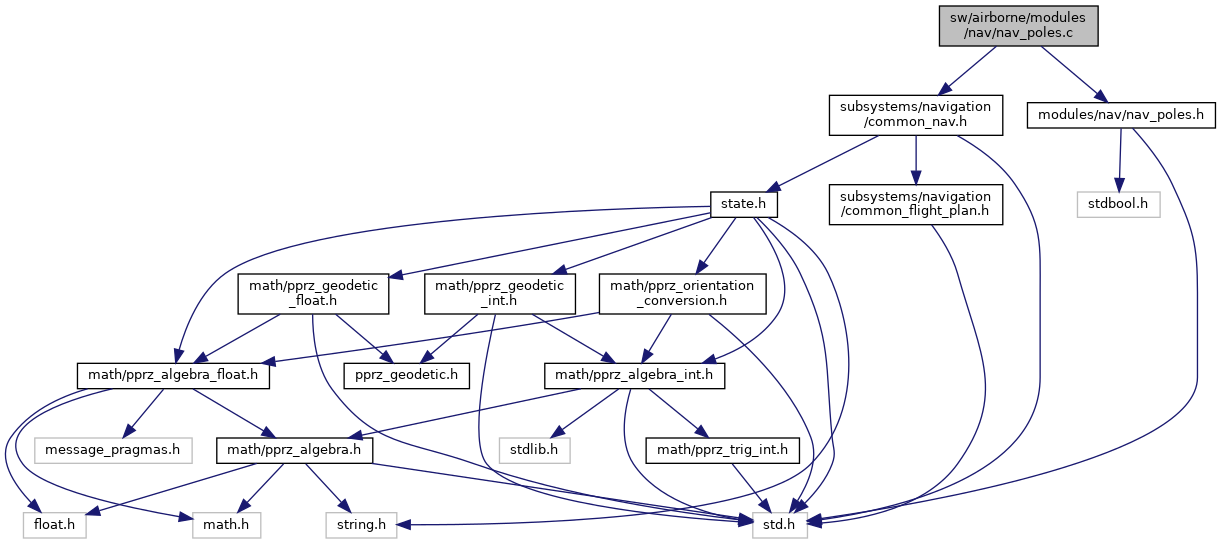 sw/airborne/modules
/nav/nav_poles.c
subsystems/navigation
/common_nav.h
modules/nav/nav_poles.h
state.h
subsystems/navigation
/common_flight_plan.h
stdbool.h
math/pprz_geodetic
_float.h
math/pprz_geodetic
_int.h
math/pprz_orientation
_conversion.h
math/pprz_algebra_float.h
pprz_geodetic.h
math/pprz_algebra_int.h
message_pragmas.h
math/pprz_algebra.h
stdlib.h
math/pprz_trig_int.h
float.h
math.h
string.h
std.h